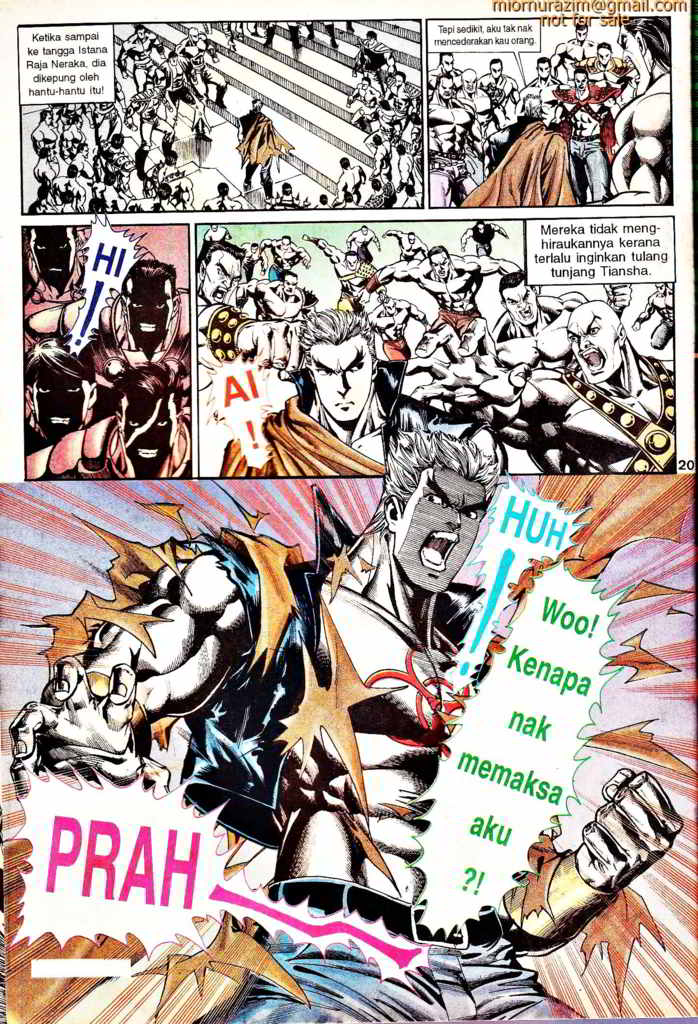 miomurazim@gmail.com
not for sale
Ketika sampai
ke tangga Istana
Raja Neraka, dia
dikepung oleh
hantu-hantu itu!
Tepi sedikit, aku tak nak
mencederakan kau orang.
HI
!
Mereka tidak meng-
hiraukannya kerana
terlalu inginkan tulang
tunjang Tiansha.
AI
!
20
HUH
!
Woo!
Kenapa
nak
memaksa
aku
?!
PRAH